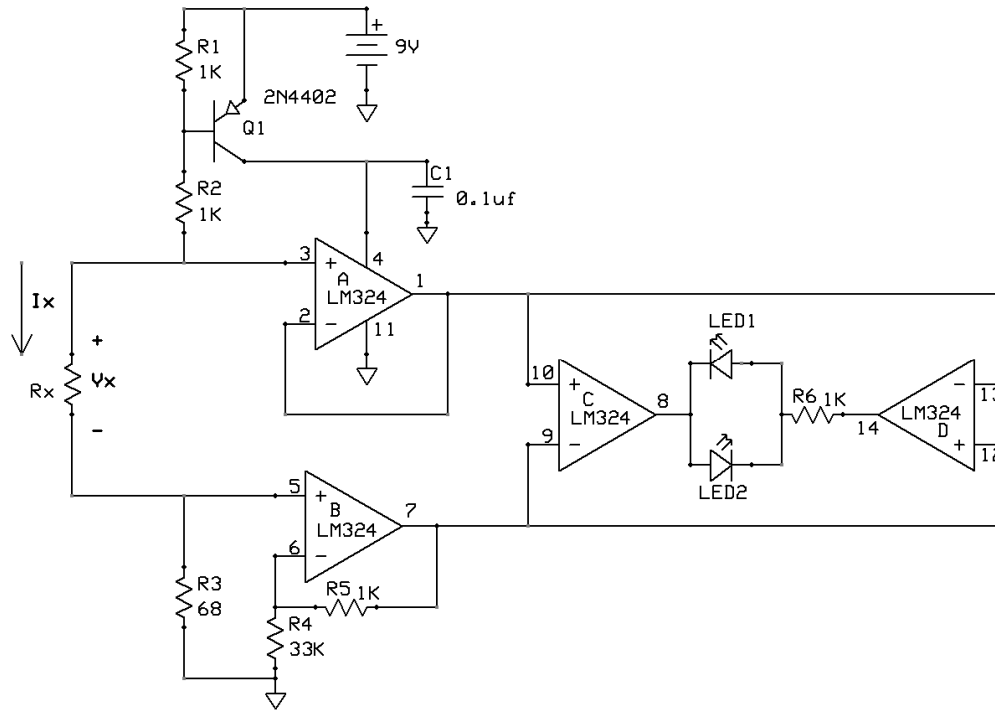 R1
1K
+
9V
2N4402
Q1
R2
1K
C1
0.1uf
3
+
4
A
LM324
1
2
−
11
Ix
+
Rx
Vx
−
LED1
10
+
C
LM324
8
9
−
R6 1K
−
13
LM324
14
D
+
12
LED2
5
+
B
LM324
7
6
−
R5 1K
R3
68
R4
33K